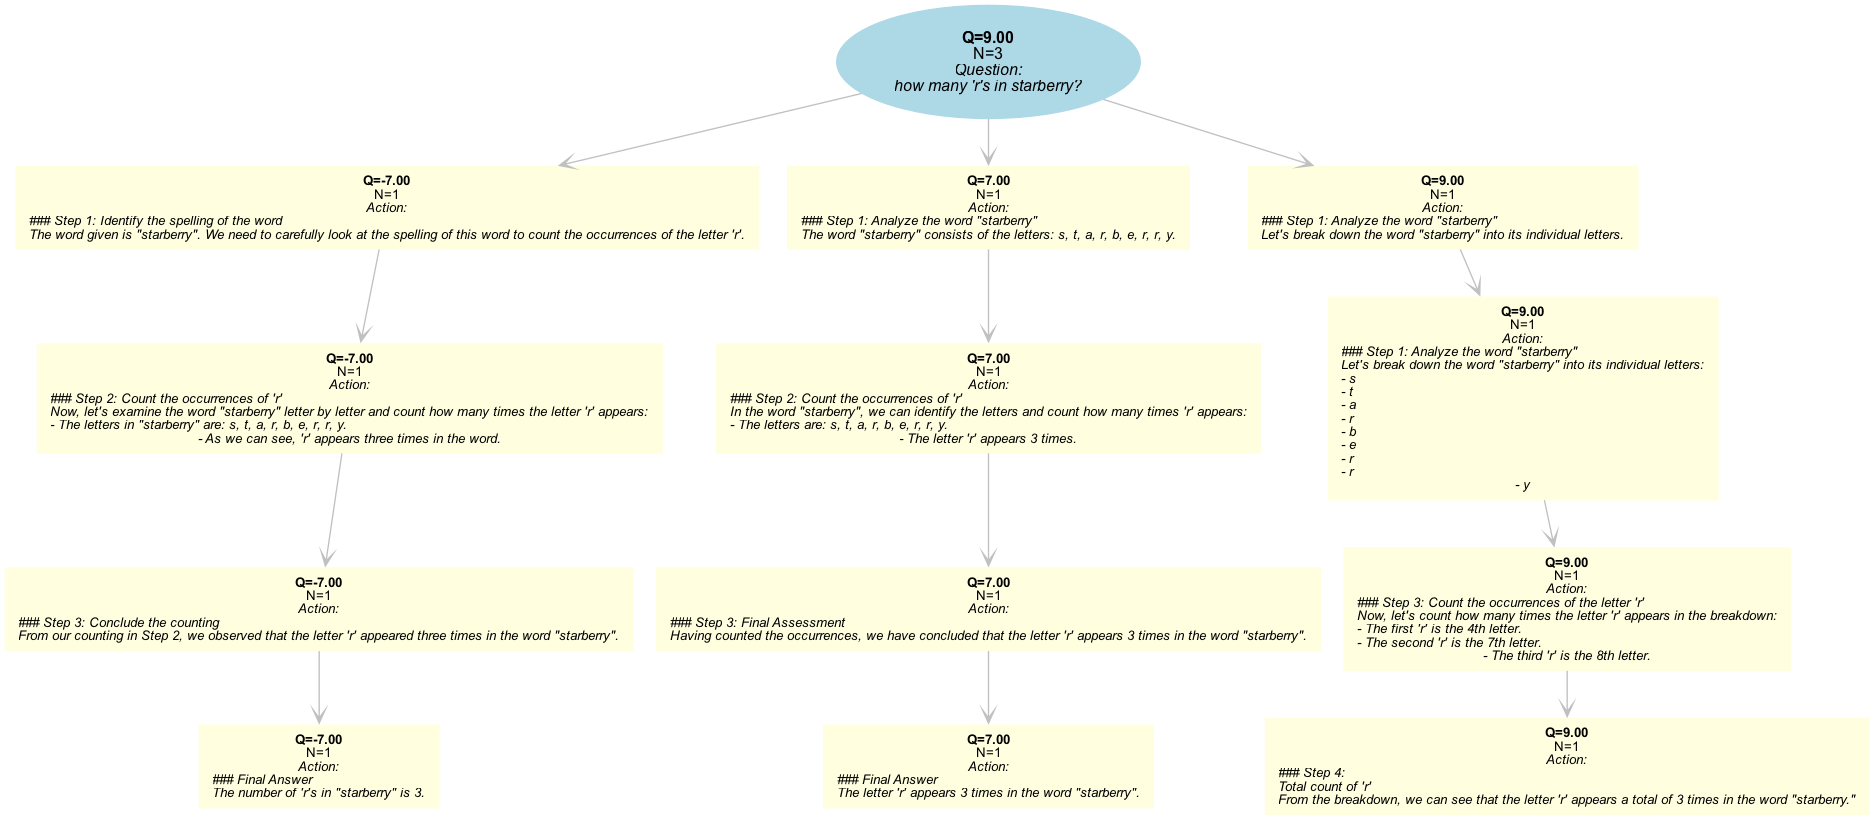 Q=9.00
N=3
Question:
how many 'r's in starberry?
Q=-7.00
N=1
Action:
### Step 1: Identify the spelling of the word
The word given is "starberry". We need to carefully look at the spelling of this word to count the occurrences of the letter 'r'.
Q=7.00
N=1
Action:
### Step 1: Analyze the word "starberry"
The word "starberry" consists of the letters: s, t, a, r, b, e, r, r, y.
Q=9.00
N=1
Action:
### Step 1: Analyze the word "starberry"
Let's break down the word "starberry" into its individual letters.
Q=-7.00
N=1
Action:
### Step 2: Count the occurrences of 'r'
Now, let's examine the word "starberry" letter by letter and count how many times the letter 'r' appears:
- The letters in "starberry" are: s, t, a, r, b, e, r, r, y.
- As we can see, 'r' appears three times in the word.
Q=7.00
N=1
Action:
### Step 2: Count the occurrences of 'r'
In the word "starberry", we can identify the letters and count how many times 'r' appears:
- The letters are: s, t, a, r, b, e, r, r, y.
- The letter 'r' appears 3 times.
Q=9.00
N=1
Action:
### Step 1: Analyze the word "starberry"
Let's break down the word "starberry" into its individual letters:
- s
- t
- a
- r
- b
- e
- r
- r
- y
Q=-7.00
N=1
Action:
### Step 3: Conclude the counting
From our counting in Step 2, we observed that the letter 'r' appeared three times in the word "starberry".
Q=7.00
N=1
Action:
### Step 3: Final Assessment
Having counted the occurrences, we have concluded that the letter 'r' appears 3 times in the word "starberry".
Q=9.00
N=1
Action:
### Step 3: Count the occurrences of the letter 'r'
Now, let's count how many times the letter 'r' appears in the breakdown:
- The first 'r' is the 4th letter.
- The second 'r' is the 7th letter.
- The third 'r' is the 8th letter.
Q=-7.00
N=1
Action:
### Final Answer
The number of 'r's in "starberry" is 3.
Q=7.00
N=1
Action:
### Final Answer
The letter 'r' appears 3 times in the word "starberry".
Q=9.00
N=1
Action:
### Step 4:
Total count of 'r'
From the breakdown, we can see that the letter 'r' appears a total of 3 times in the word "starberry."